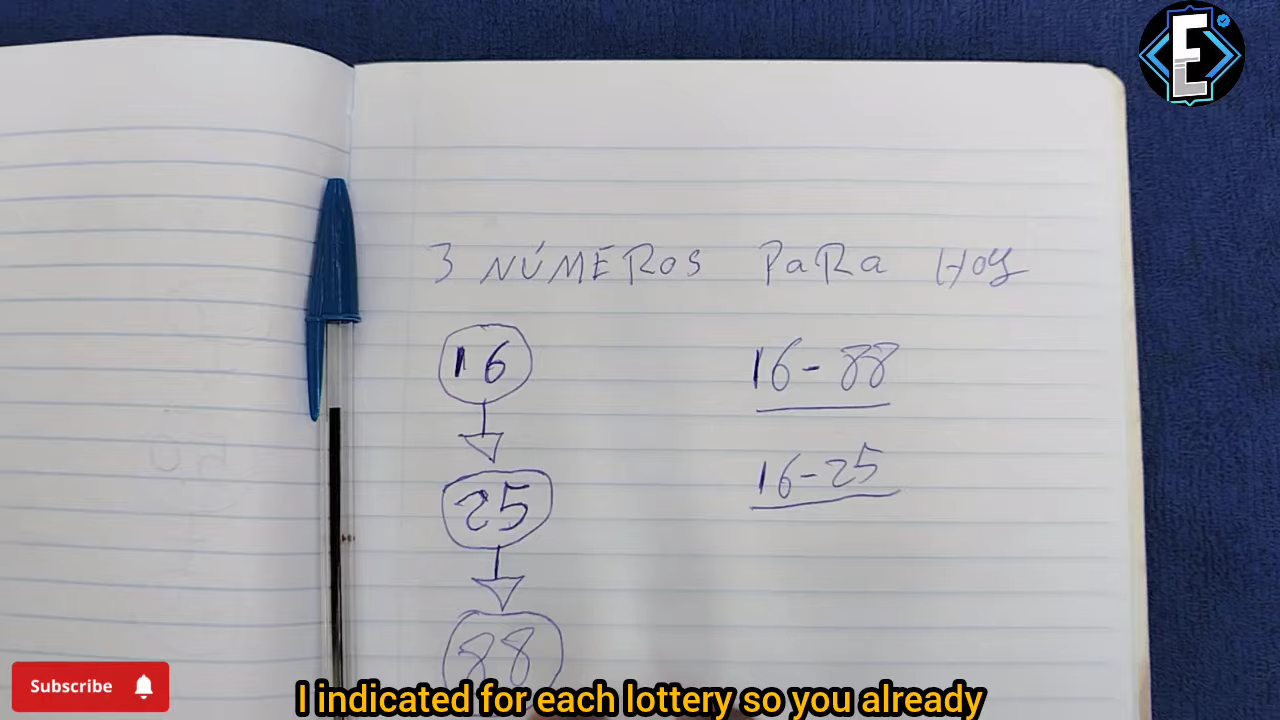 E
3 NÚMEROS PaRa HOY
16
16-88
25
16-25
88
Subscribe
I indicated for each lottery so you already